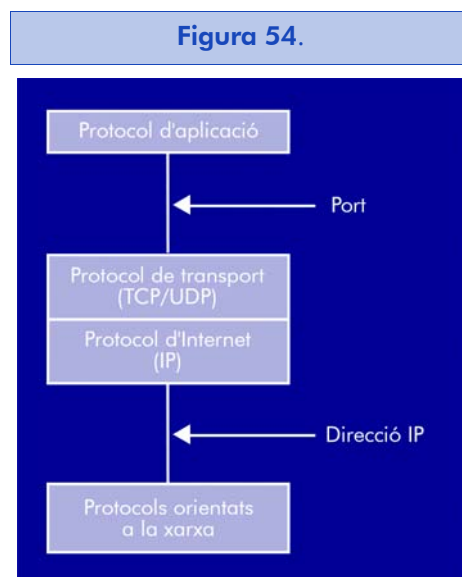 Figura 54.
Protocol d'aplicació
Port
Protocol de transport
(TCP/UDP)
Protocol d'Internet
(IP)
Direcció IP
Protocols orientats
a la xarxa